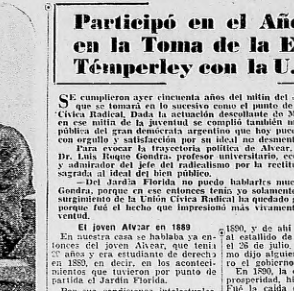 Participó en el Año
en la Toma de la E
Témperley con la U.
SE cumplieron ayer cincuenta años del mitin del
que se tomará en lo sucesivo como el punto de
Cívica Radical. Dada la actuación descollante de M
en ese mitin de la juventud se cumplió también
pública del gran demócrata argentino que hoy pued
con orgullo y satisfacción por su ideal no desment
Para evocar la trayectoria política de Alvear,
Dr. Luis Roque Gondra, profesor universitario,
y admirador del jefe del radicalismo por la rectit
sagrada al ideal del bien público.
—Del Jardín Florida no puedo hablarles
Gondra, porque en ese entonces tenía yo solamente
surgimiento de la Unión Cívica Radical ha quedado
porque fué el hecho que impresionó más vivament
ventud.
El joven Alvear en 1889
En nuestra casa se hablaba ya en-
tonces del joven Alvear, que tenía
años y era estudiante de derecho
en 1889, en decir, en los aconteci-
mientos que tuvieron por punto de
partida el Jardín Florida.
1890, y de ahí
al estallido de
el 26 de julio.
mo dijo alguien
ro el gobierno
En 1890, la
prosperidad, hi
Fué la caída